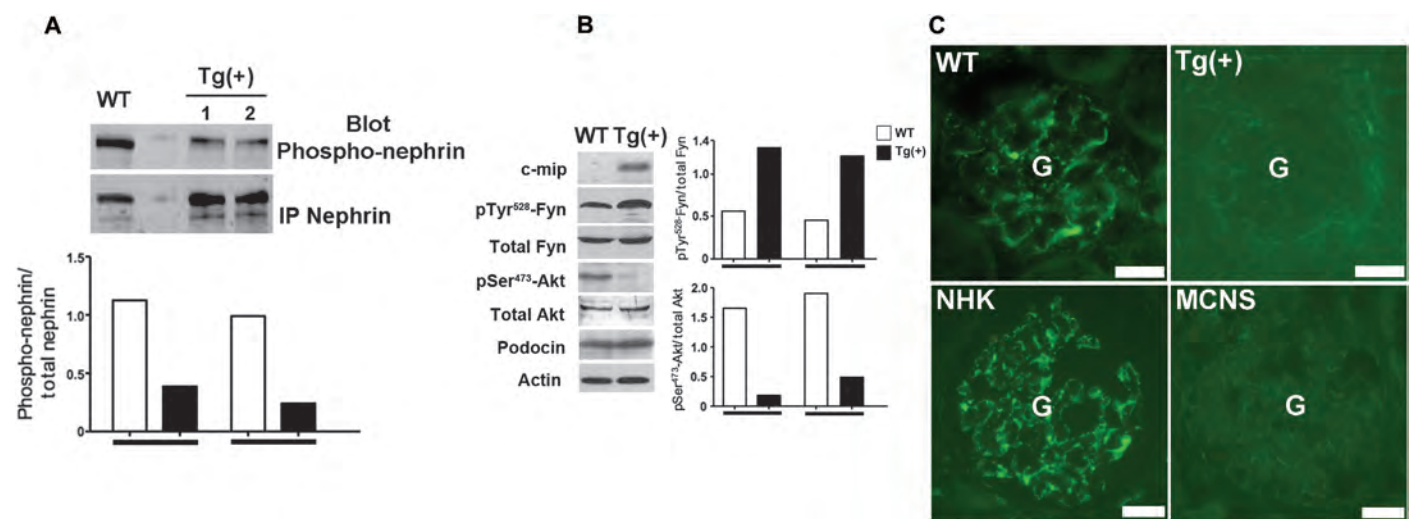 A
WT
Tg(+)
1 2
Blot
Phospho-nephrin
IP Nephrin
Phospho-nephrin/
total nephrin
1.5
1.0
0.5
0
B
WT Tg(+)
c-mip
pTyr528-Fyn
Total Fyn
pSer473-Akt
Total Akt
Podocin
Actin
pTyr528-Fyn/total Fyn
1.4
1.0
0.5
0
WT
Tg(+)
pSer473-Akt/total Akt
2.0
1.5
1.0
0.5
0
C
WT
G
Tg(+)
G
NHK
G
MCNS
G